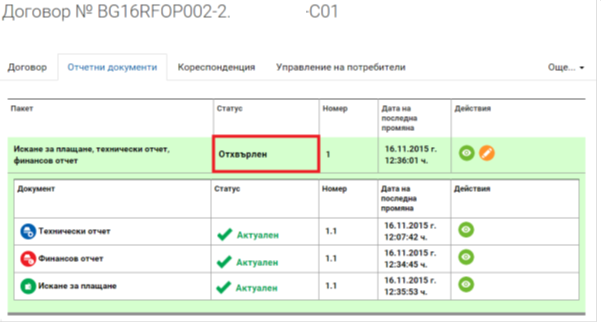 Договор № BG16RFOP002-2. -C01
Договор Отчетни документи Кореспонденция Управление на потребители Още...
Пакет Статус Номер Дата на последна промяна Действия
Искане за плащане, технически отчет, финансов отчет Отхвърлен 1 16.11.2015 г. 12:36:01 ч.
Документ Статус Номер Дата на последна промяна Действия
Технически отчет Актуален 1.1 16.11.2015 г. 12:07:42 ч.
Финансов отчет Актуален 1.1 16.11.2015 г. 12:34:45 ч.
Искане за плащане Актуален 1.1 16.11.2015 г. 12:35:53 ч.